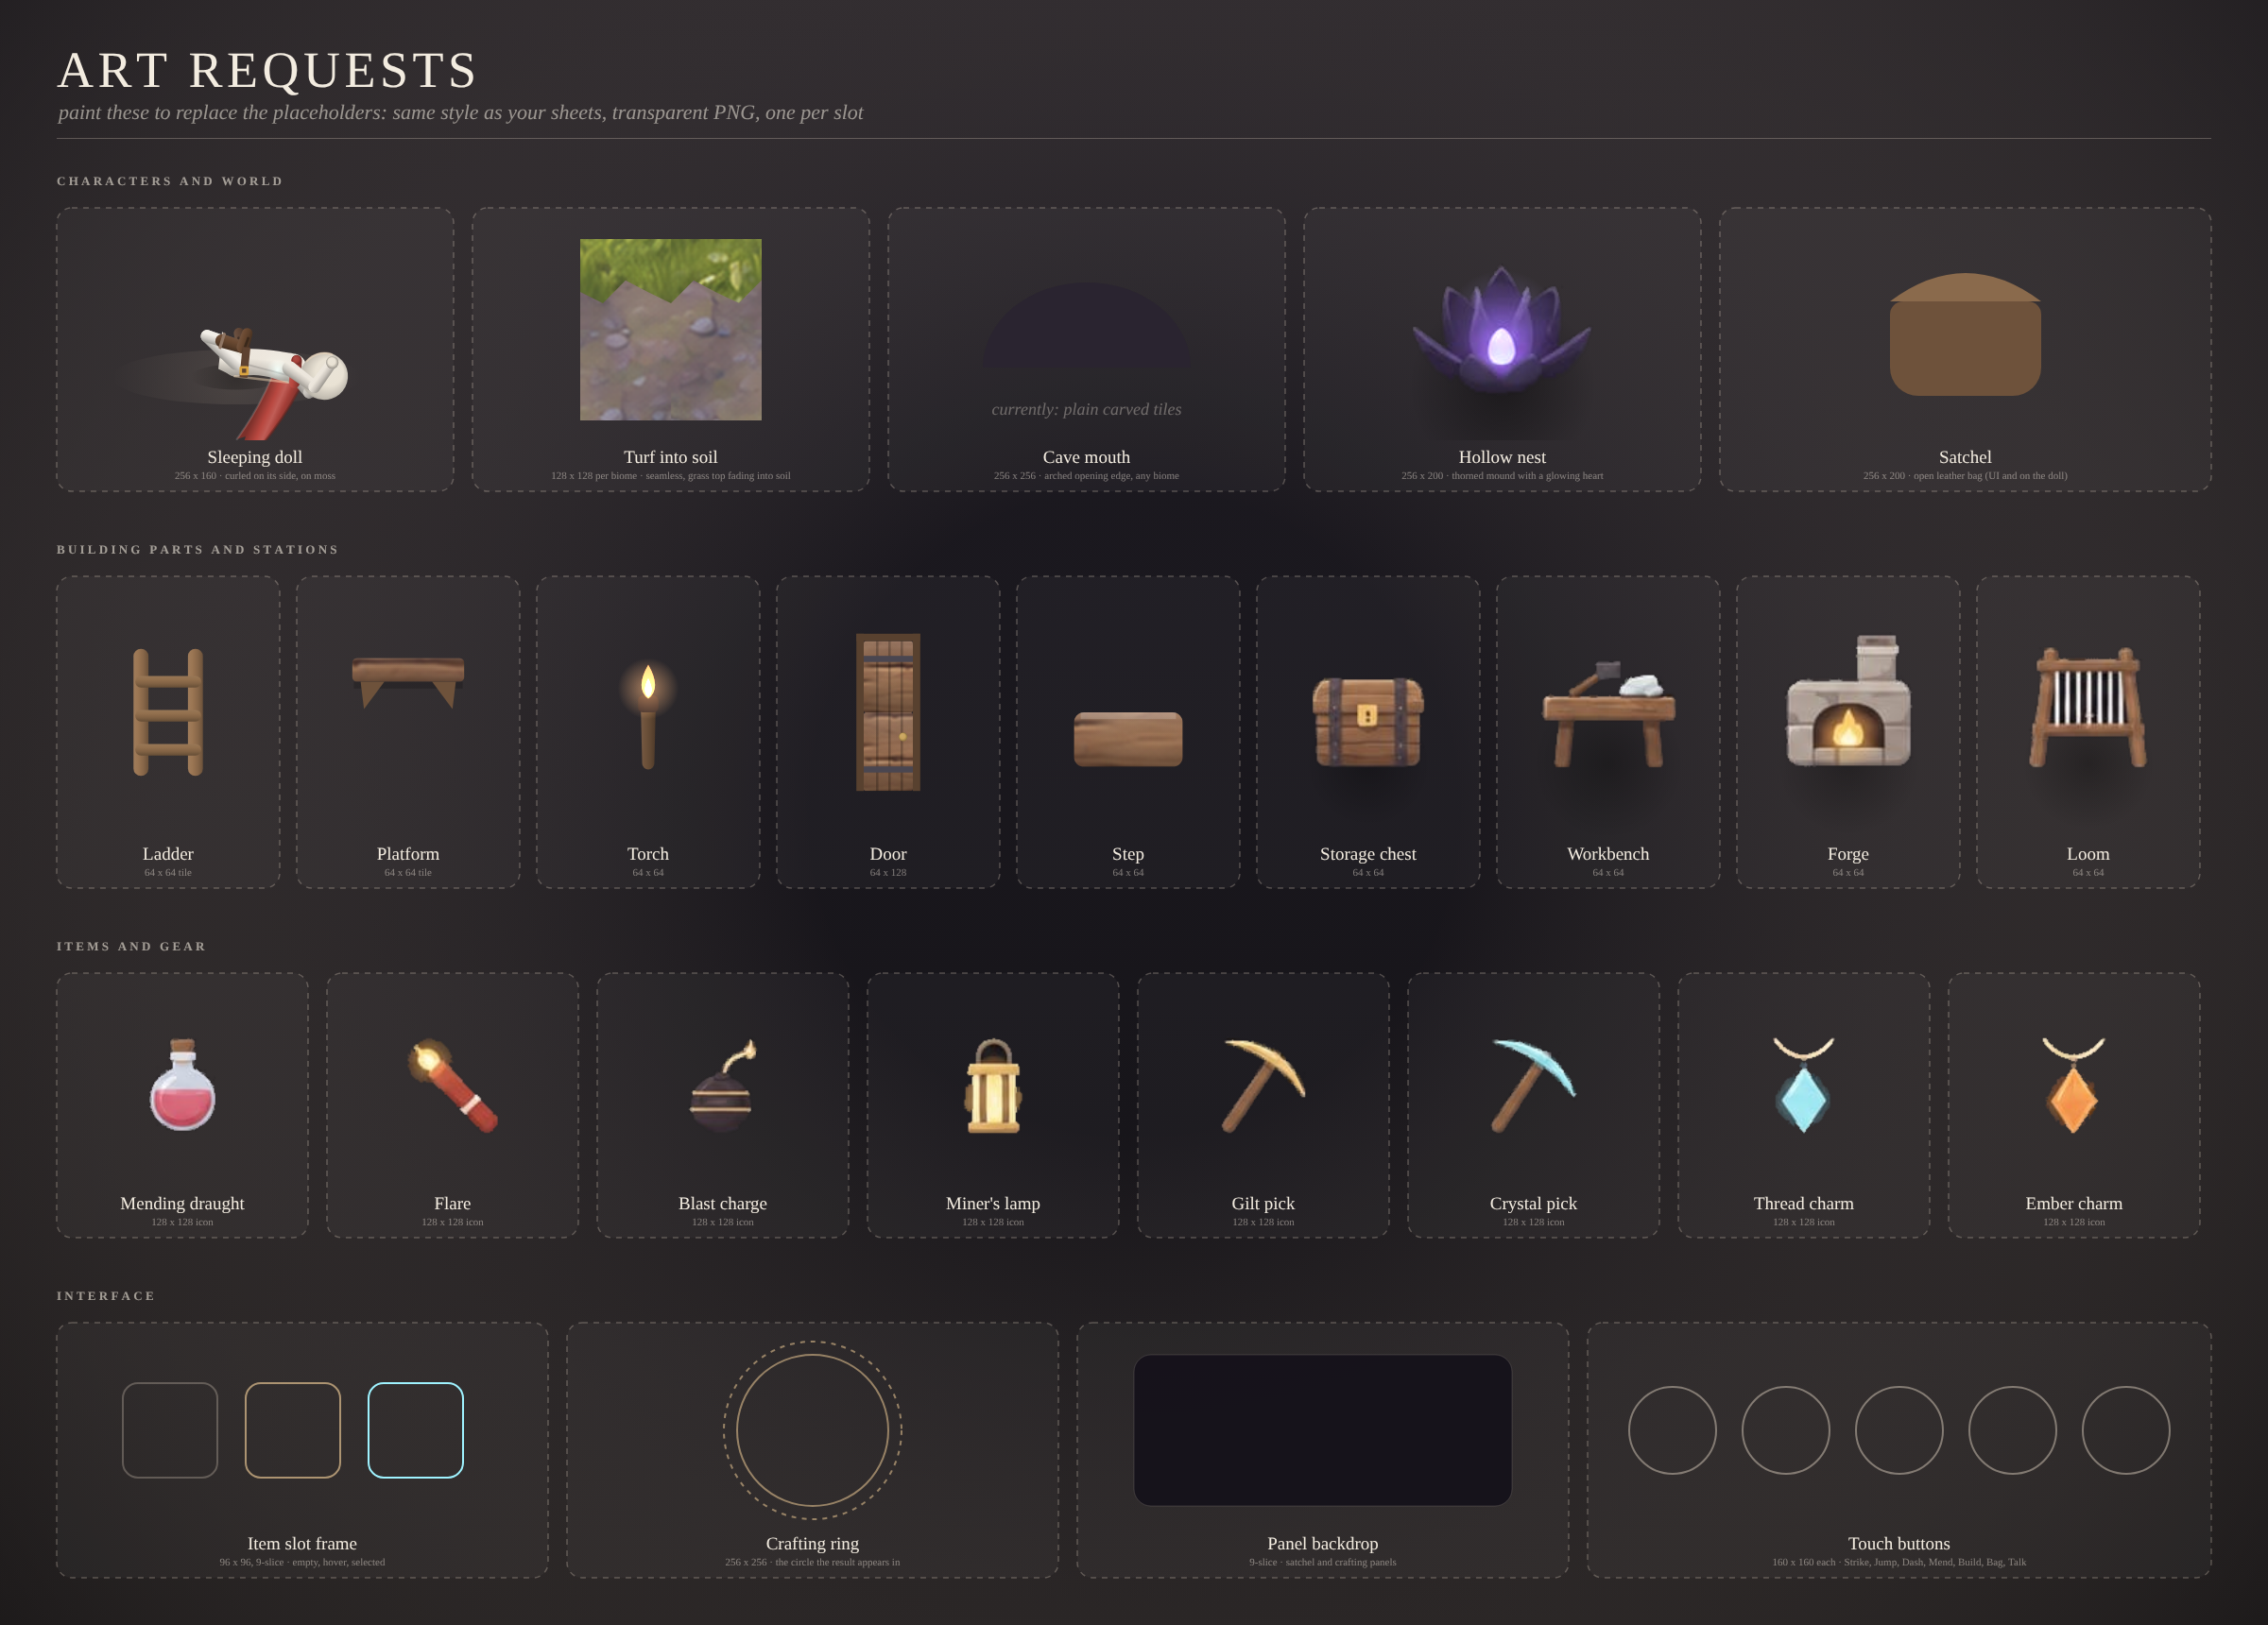 ART REQUESTS
paint these to replace the placeholders: same style as your sheets, transparent PNG, one per slot
CHARACTERS AND WORLD
currently: plain carved tiles
Sleeping doll
256 x 160 · curled on its side, on moss
Turf into soil
128 x 128 per biome · seamless, grass top fading into soil
Cave mouth
256 x 256 · arched opening edge, any biome
Hollow nest
256 x 200 · thorned mound with a glowing heart
Satchel
256 x 200 · open leather bag (UI and on the doll)
BUILDING PARTS AND STATIONS
Ladder
64 x 64 tile
Platform
64 x 64 tile
Torch
64 x 64
Door
64 x 128
Step
64 x 64
Storage chest
64 x 64
Workbench
64 x 64
Forge
64 x 64
Loom
64 x 64
ITEMS AND GEAR
Mending draught
128 x 128 icon
Flare
128 x 128 icon
Blast charge
128 x 128 icon
Miner's lamp
128 x 128 icon
Gilt pick
128 x 128 icon
Crystal pick
128 x 128 icon
Thread charm
128 x 128 icon
Ember charm
128 x 128 icon
INTERFACE
Item slot frame
96 x 96, 9-slice · empty, hover, selected
Crafting ring
256 x 256 · the circle the result appears in
Panel backdrop
9-slice · satchel and crafting panels
Touch buttons
160 x 160 each · Strike, Jump, Dash, Mend, Build, Bag, Talk